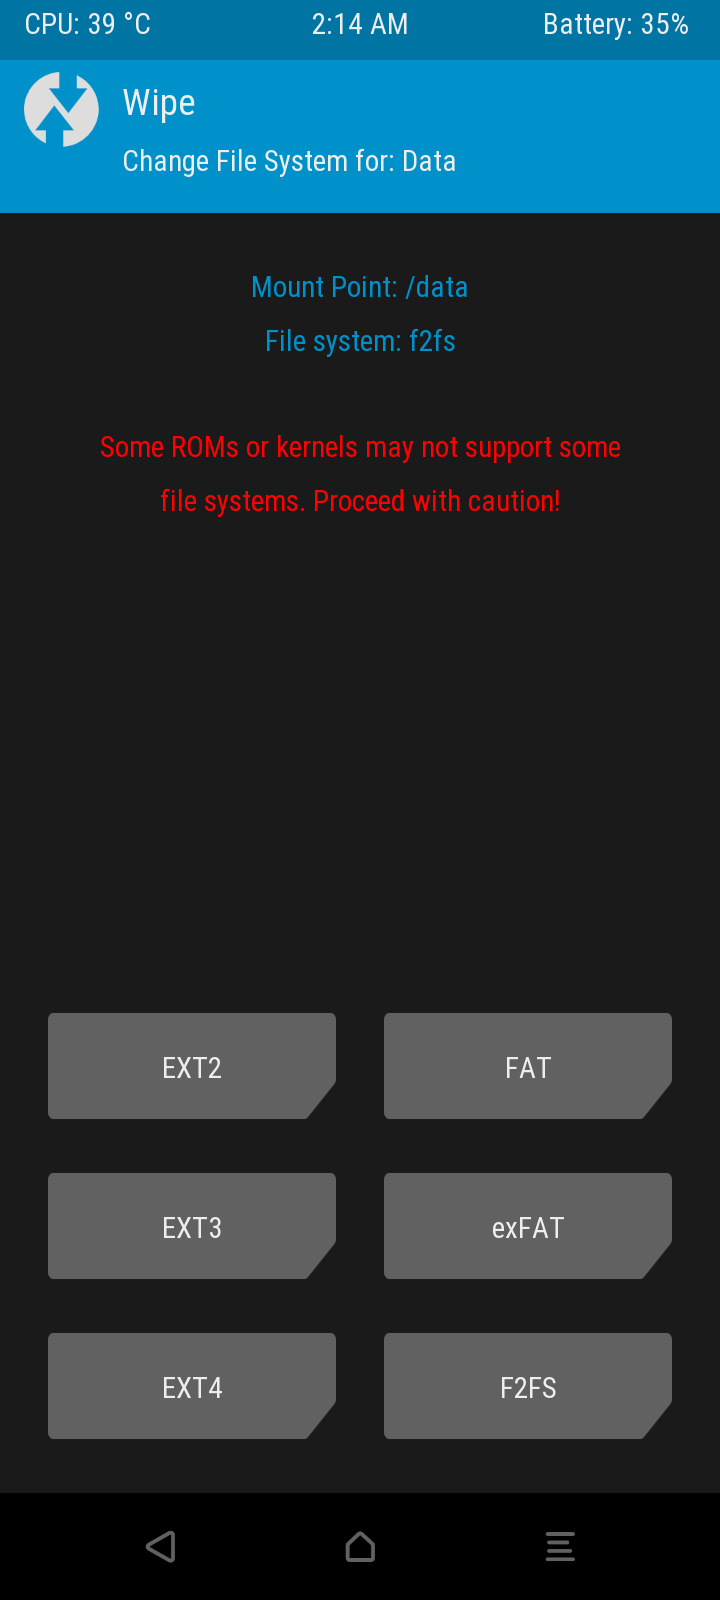 CPU: 39 °C 2:14 AM Battery: 35%
Wipe
Change File System for: Data
Mount Point: /data
File system: f2fs
Some ROMs or kernels may not support some
file systems. Proceed with caution!
EXT2 FAT
EXT3 exFAT
EXT4 F2FS